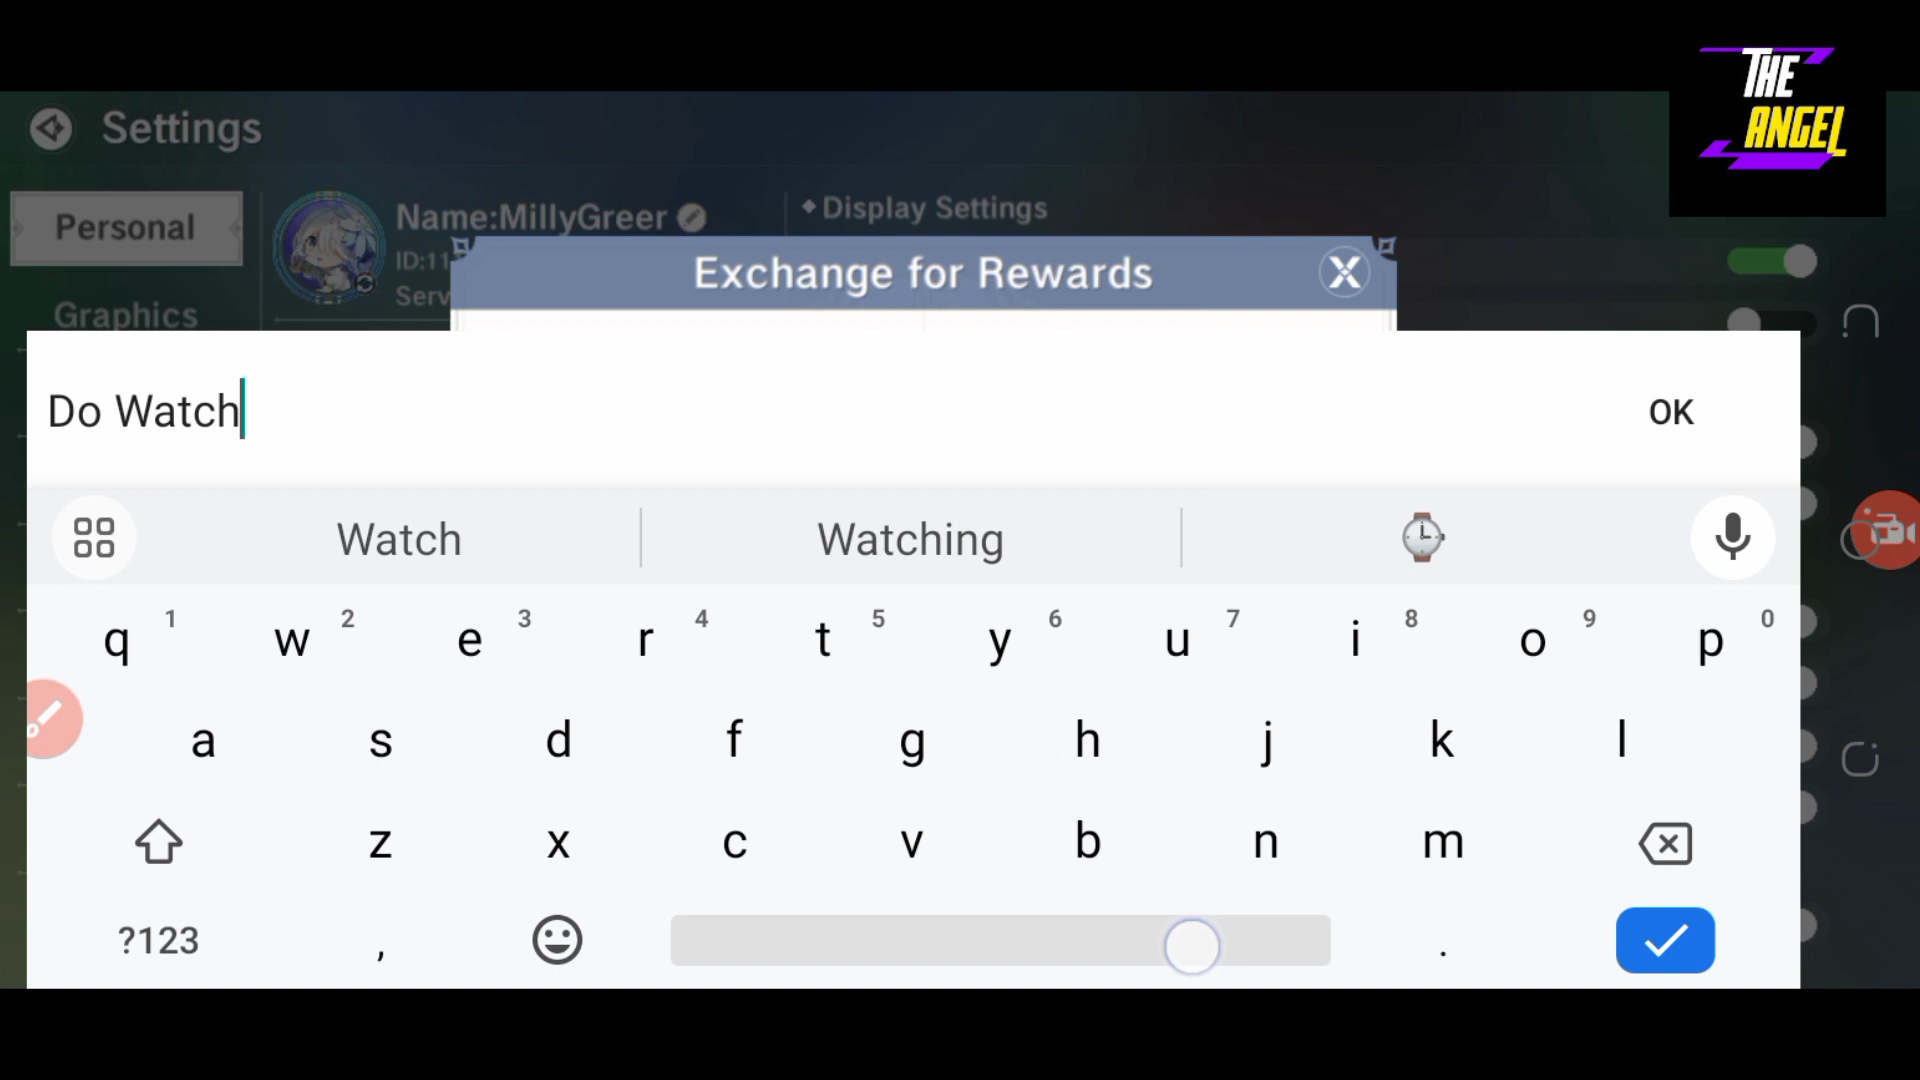 THE
ANGEL
Settings
Personal
Name:MillyGreer
◆Display Settings
ID:11
Serv
Exchange for Rewards
X
Graphics
Do Watch
OK
Watch
Watching
q 1 w 2 e 3 r 4 t 5 y 6 u 7 i 8 o 9 p 0
a s d f g h j k l
z x c v b n m
?123 , .